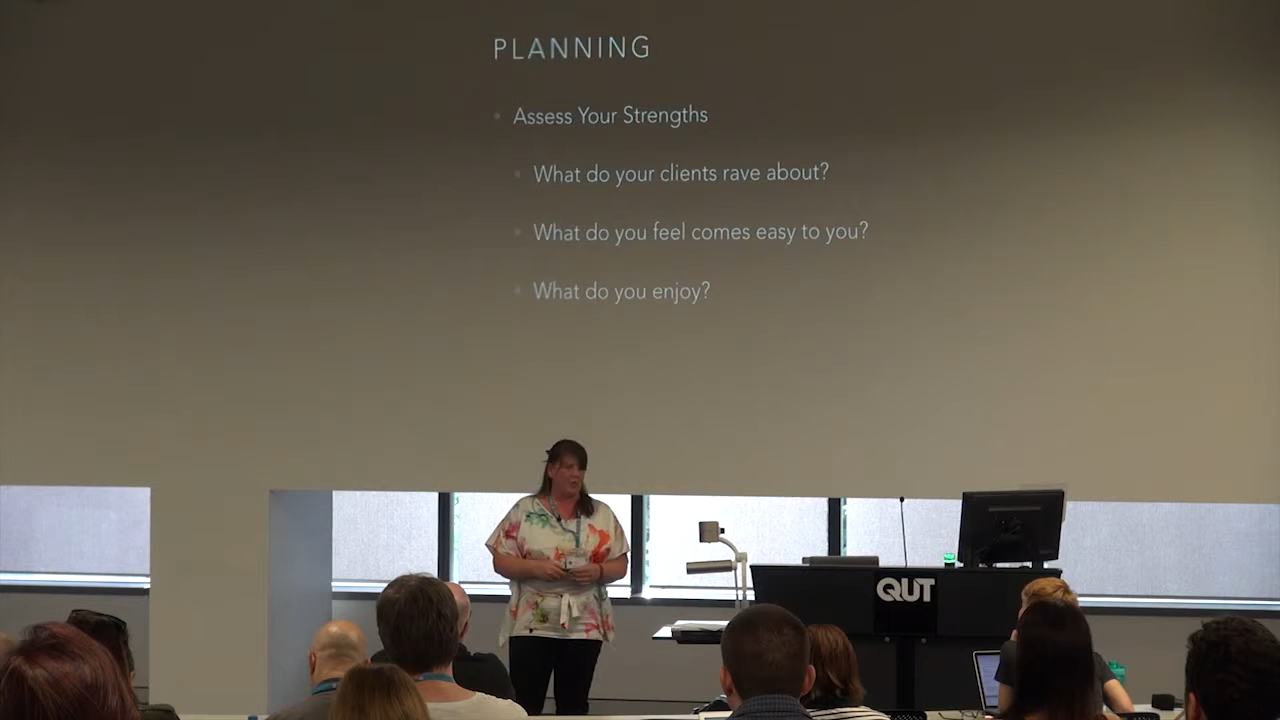 PLANNING
Assess Your Strengths
What do your clients rave about?
What do you feel comes easy to you?
What do you enjoy?
QUT